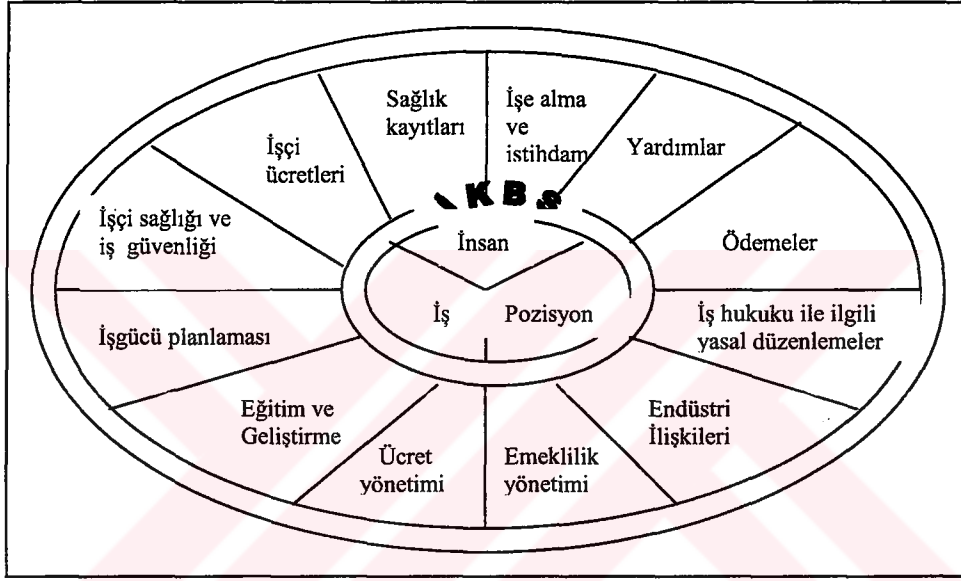 Sağlık
kayıtları
İşe alma
ve
istihdam
Yardımlar
İşçi
ücretleri
İKBS
İşçi sağlığı ve
iş güvenliği
İnsan
Ödemeler
İş
Pozisyon
İş hukuku ile ilgili
yasal düzenlemeler
İşgücü planlaması
Eğitim ve
Geliştirme
Endüstri
İlişkileri
Ücret
yönetimi
Emeklilik
yönetimi